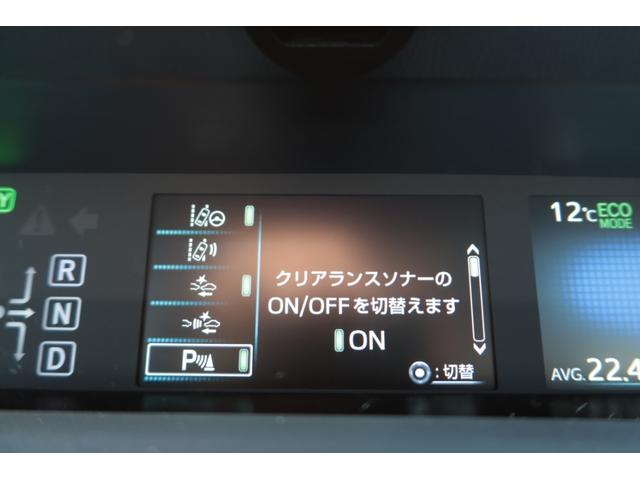 Y
R
N
D
P
クリアランスソナーの
ON/OFFを切替えます
ON
:切替
12℃
ECO
MODE
AVG.22.4